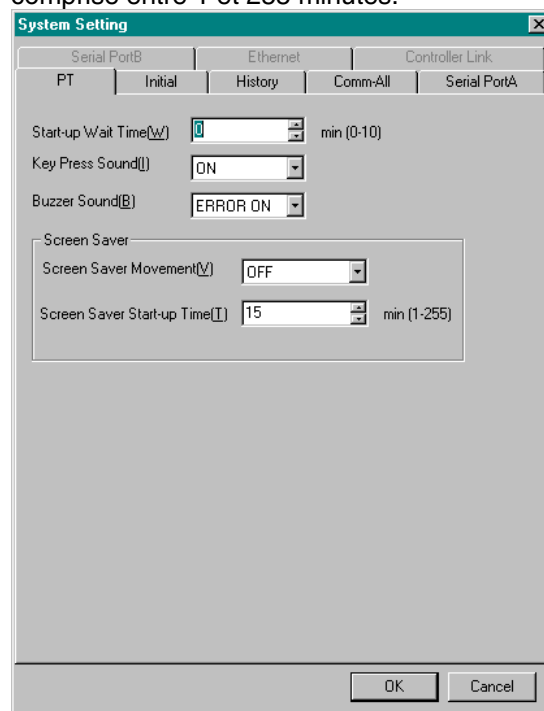 comprise entre 1 et 255 minutes.
System Setting
Serial PortB Ethernet Controller Link
PT Initial History Comm-All Serial PortA
Start-up Wait Time(W) 0 min (0-10)
Key Press Sound(I) ON
Buzzer Sound(B) ERROR ON
Screen Saver
Screen Saver Movement(V) OFF
Screen Saver Start-up Time(T) 15 min (1-255)
OK Cancel